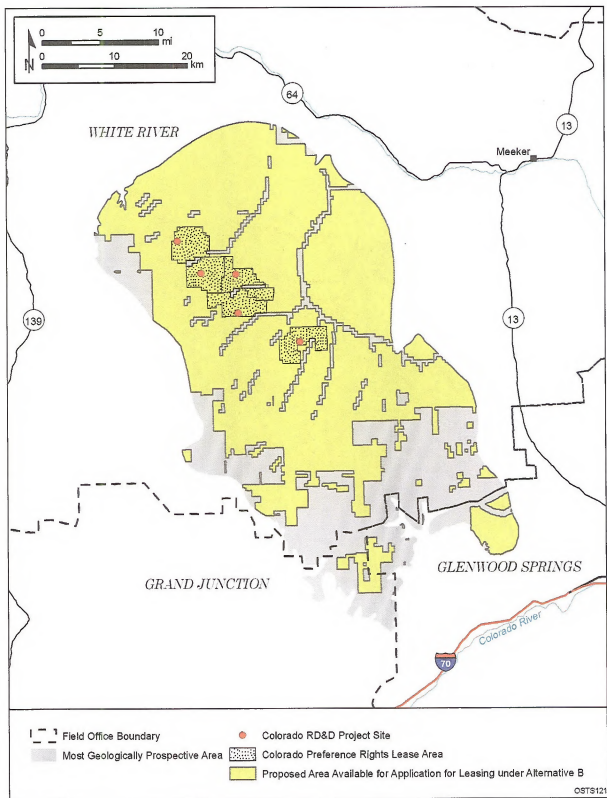 0 5 10
mi
0 10 20
km
N
64
WHITE RIVER
13
Meeker
139
13
GLENWOOD SPRINGS
GRAND JUNCTION
Colorado River
70
Field Office Boundary
Colorado RD&D Project Site
Most Geologically Prospective Area
Colorado Preference Rights Lease Area
Proposed Area Available for Application for Leasing under Alternative B
OSTS121